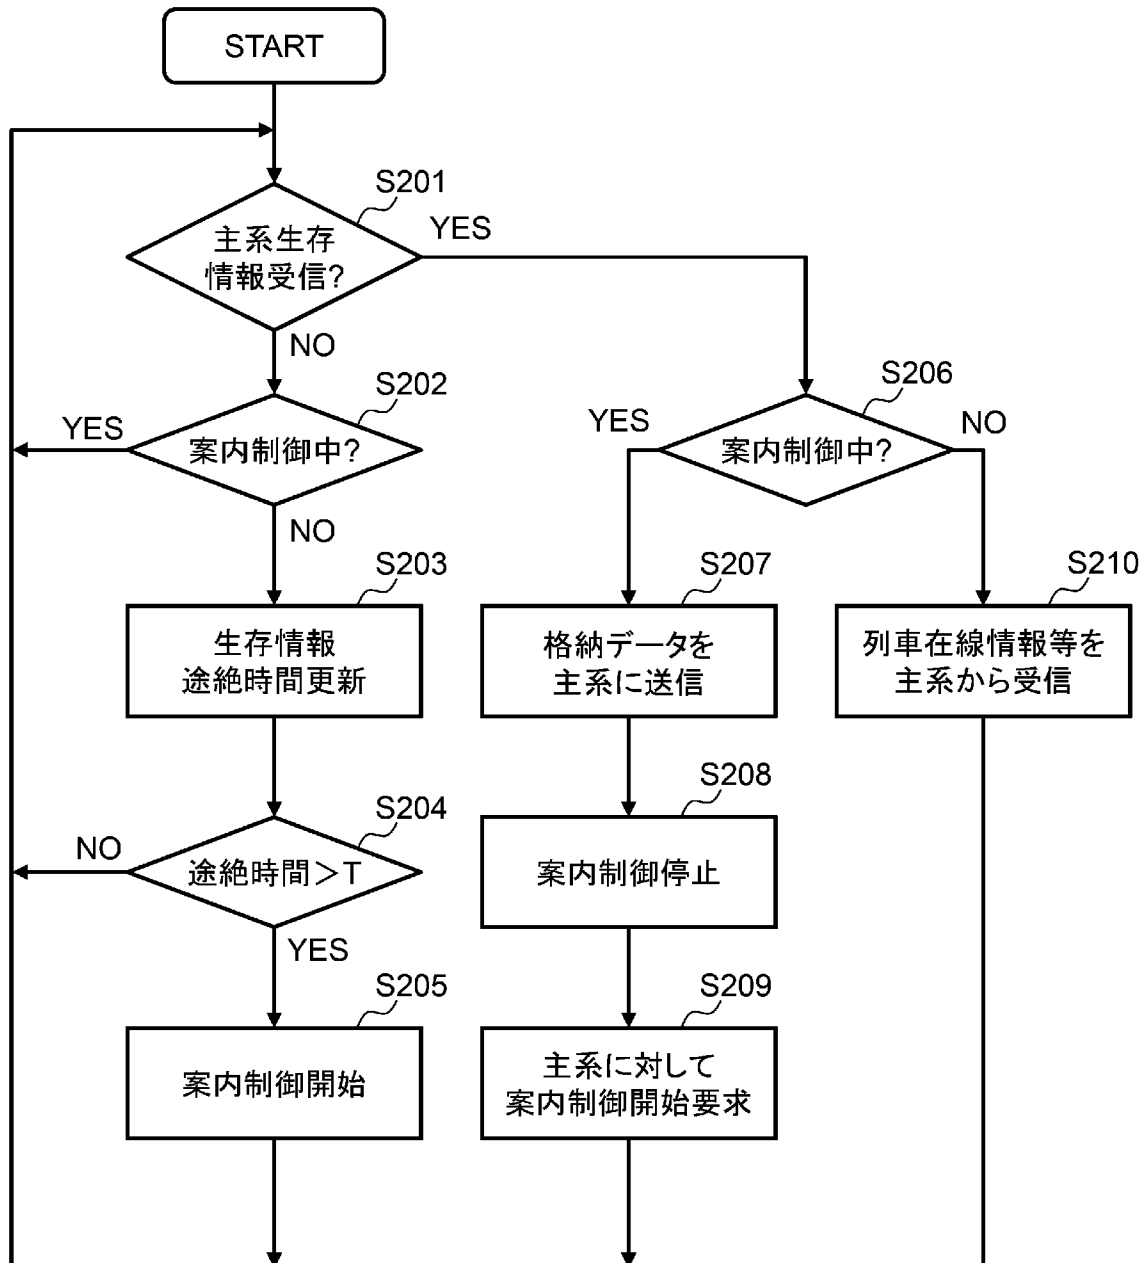 START
S201
主系生存
情報受信?
YES
NO
S202
案内制御中?
YES
NO
S206
案内制御中?
YES
NO
S203
生存情報
途絶時間更新
S207
格納データを
主系に送信
S210
列車在線情報等を
主系から受信
S204
途絶時間＞T
NO
YES
S208
案内制御停止
S205
案内制御開始
S209
主系に対して
案内制御開始要求